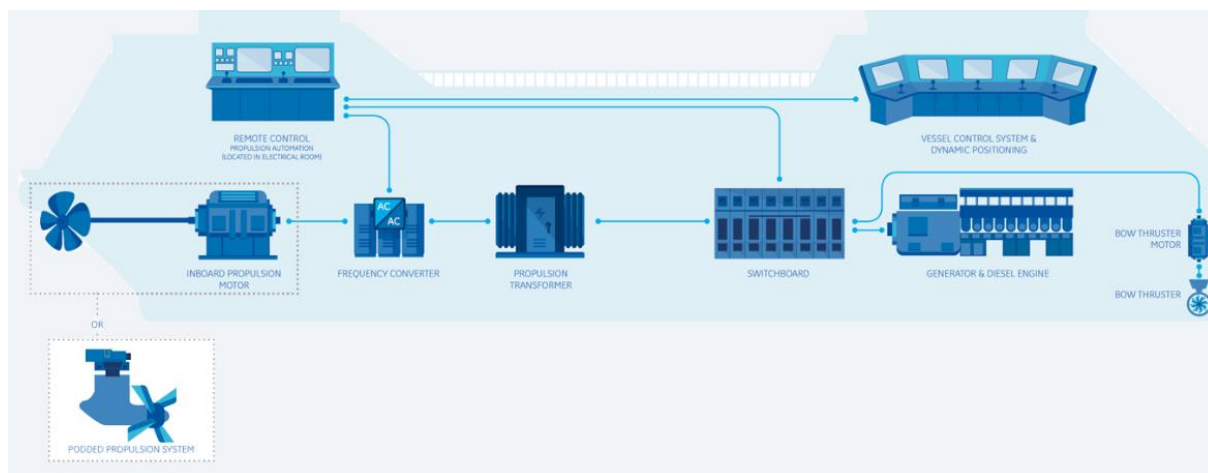 REMOTE CONTROL
PROPULSION AUTOMATION
(LOCATED IN ELECTRICAL ROOM)
VESSEL CONTROL SYSTEM &
DYNAMIC POSITIONING
AC
AC
INBOARD PROPULSION
MOTOR
FREQUENCY CONVERTER
PROPULSION
TRANSFORMER
SWITCHBOARD
GENERATOR & DIESEL ENGINE
BOW THRUSTER
MOTOR
BOW THRUSTER
OR
PODDED PROPULSION SYSTEM